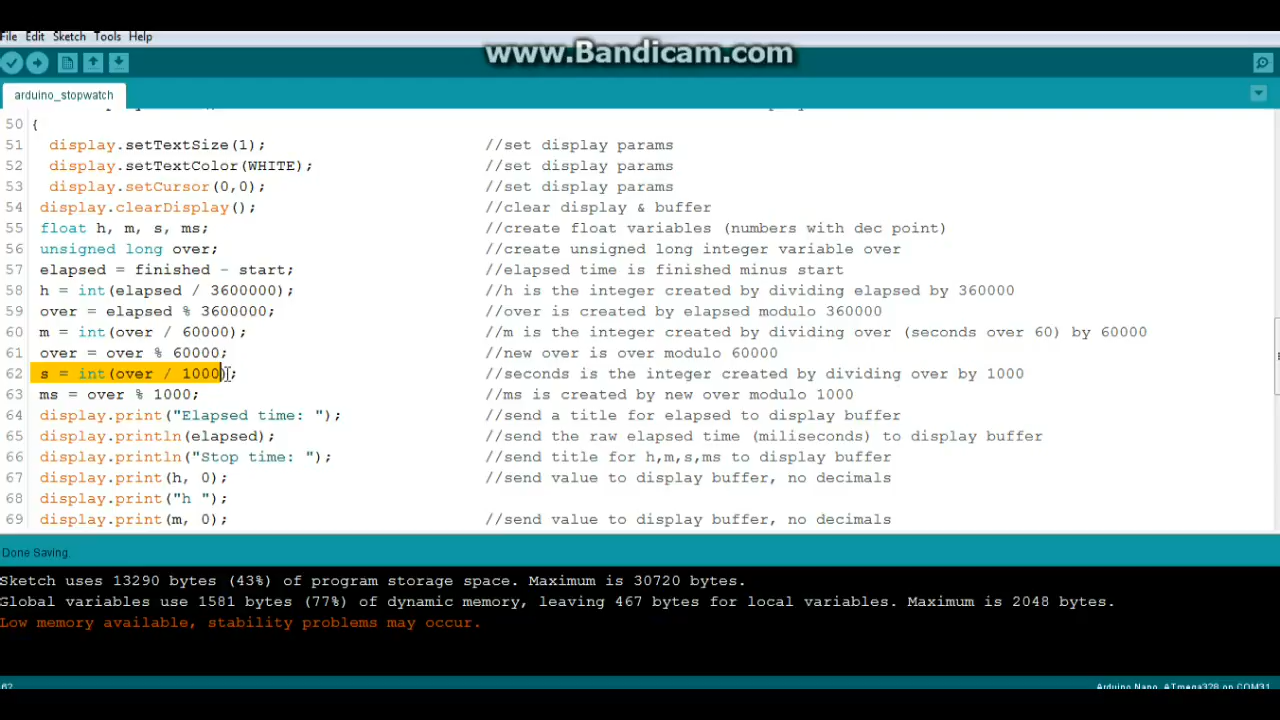 www.Bandicam.com
File Edit Sketch Tools Help
arduino_stopwatch
50 {
51 display.setTextSize(1); //set display params
52 display.setTextColor(WHITE); //set display params
53 display.setCursor(0,0); //set display params
54 display.clearDisplay(); //clear display & buffer
55 float h, m, s, ms; //create float variables (numbers with dec point)
56 unsigned long over; //create unsigned long integer variable over
57 elapsed = finished - start; //elapsed time is finished minus start
58 h = int(elapsed / 3600000); //h is the integer created by dividing elapsed by 360000
59 over = elapsed % 3600000; //over is created by elapsed modulo 360000
60 m = int(over / 60000); //m is the integer created by dividing over (seconds over 60) by 60000
61 over = over % 60000; //new over is over modulo 60000
62 s = int(over / 1000); //seconds is the integer created by dividing over by 1000
63 ms = over % 1000; //ms is created by new over modulo 1000
64 display.print("Elapsed time: "); //send a title for elapsed to display buffer
65 display.println(elapsed); //send the raw elapsed time (miliseconds) to display buffer
66 display.println("Stop time: "); //send title for h,m,s,ms to display buffer
67 display.print(h, 0); //send value to display buffer, no decimals
68 display.print("h ");
69 display.print(m, 0); //send value to display buffer, no decimals
Done Saving.
Sketch uses 13290 bytes (43%) of program storage space. Maximum is 30720 bytes.
Global variables use 1581 bytes (77%) of dynamic memory, leaving 467 bytes for local variables. Maximum is 2048 bytes.
Low memory available, stability problems may occur.
62 Arduino Nano, ATmega328 on COM31